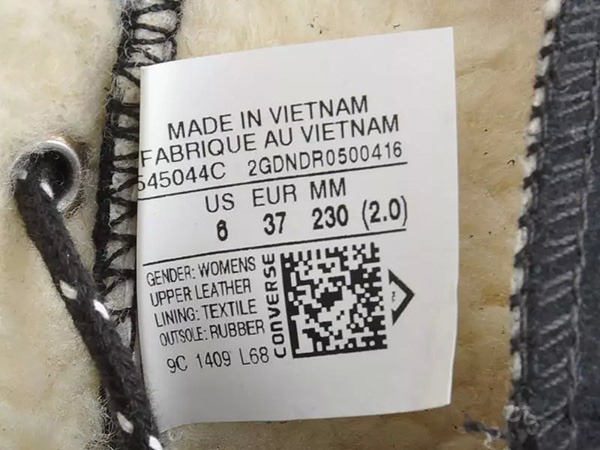 MADE IN VIETNAM
FABRIQUE AU VIETNAM
545044C 2GDNDR0500416
US EUR MM
6 37 230 (2.0)
GENDER: WOMENS
UPPER LEATHER
LINING: TEXTILE
OUTSOLE: RUBBER
CONVERSE
9C 1409 L68